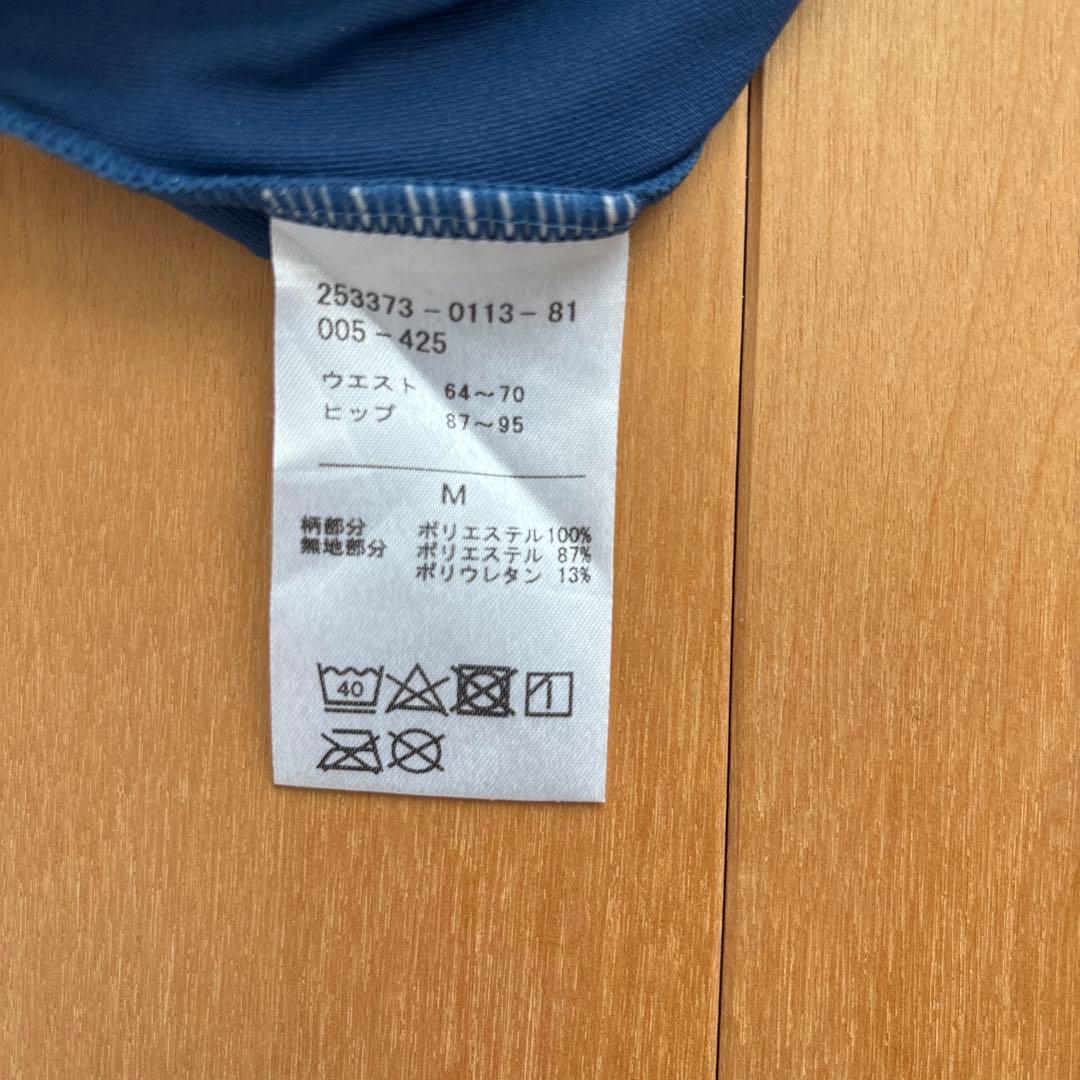 253373-0113-81
005-425
ウエスト 64～70
ヒップ 87～95
M
柄部分 ポリエステル100%
無地部分 ポリエステル 87%
ポリウレタン 13%
40